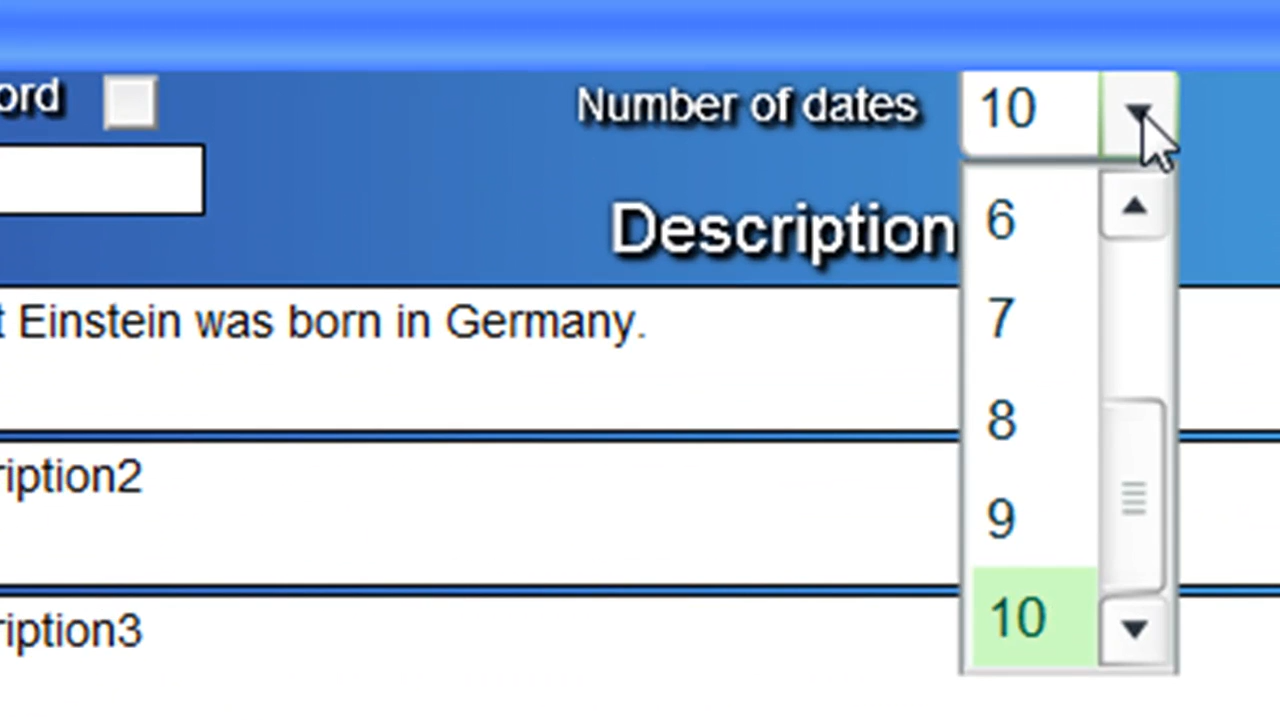 ord
Number of dates 10
Description
6
t Einstein was born in Germany.
7
8
ription2
9
10
ription3